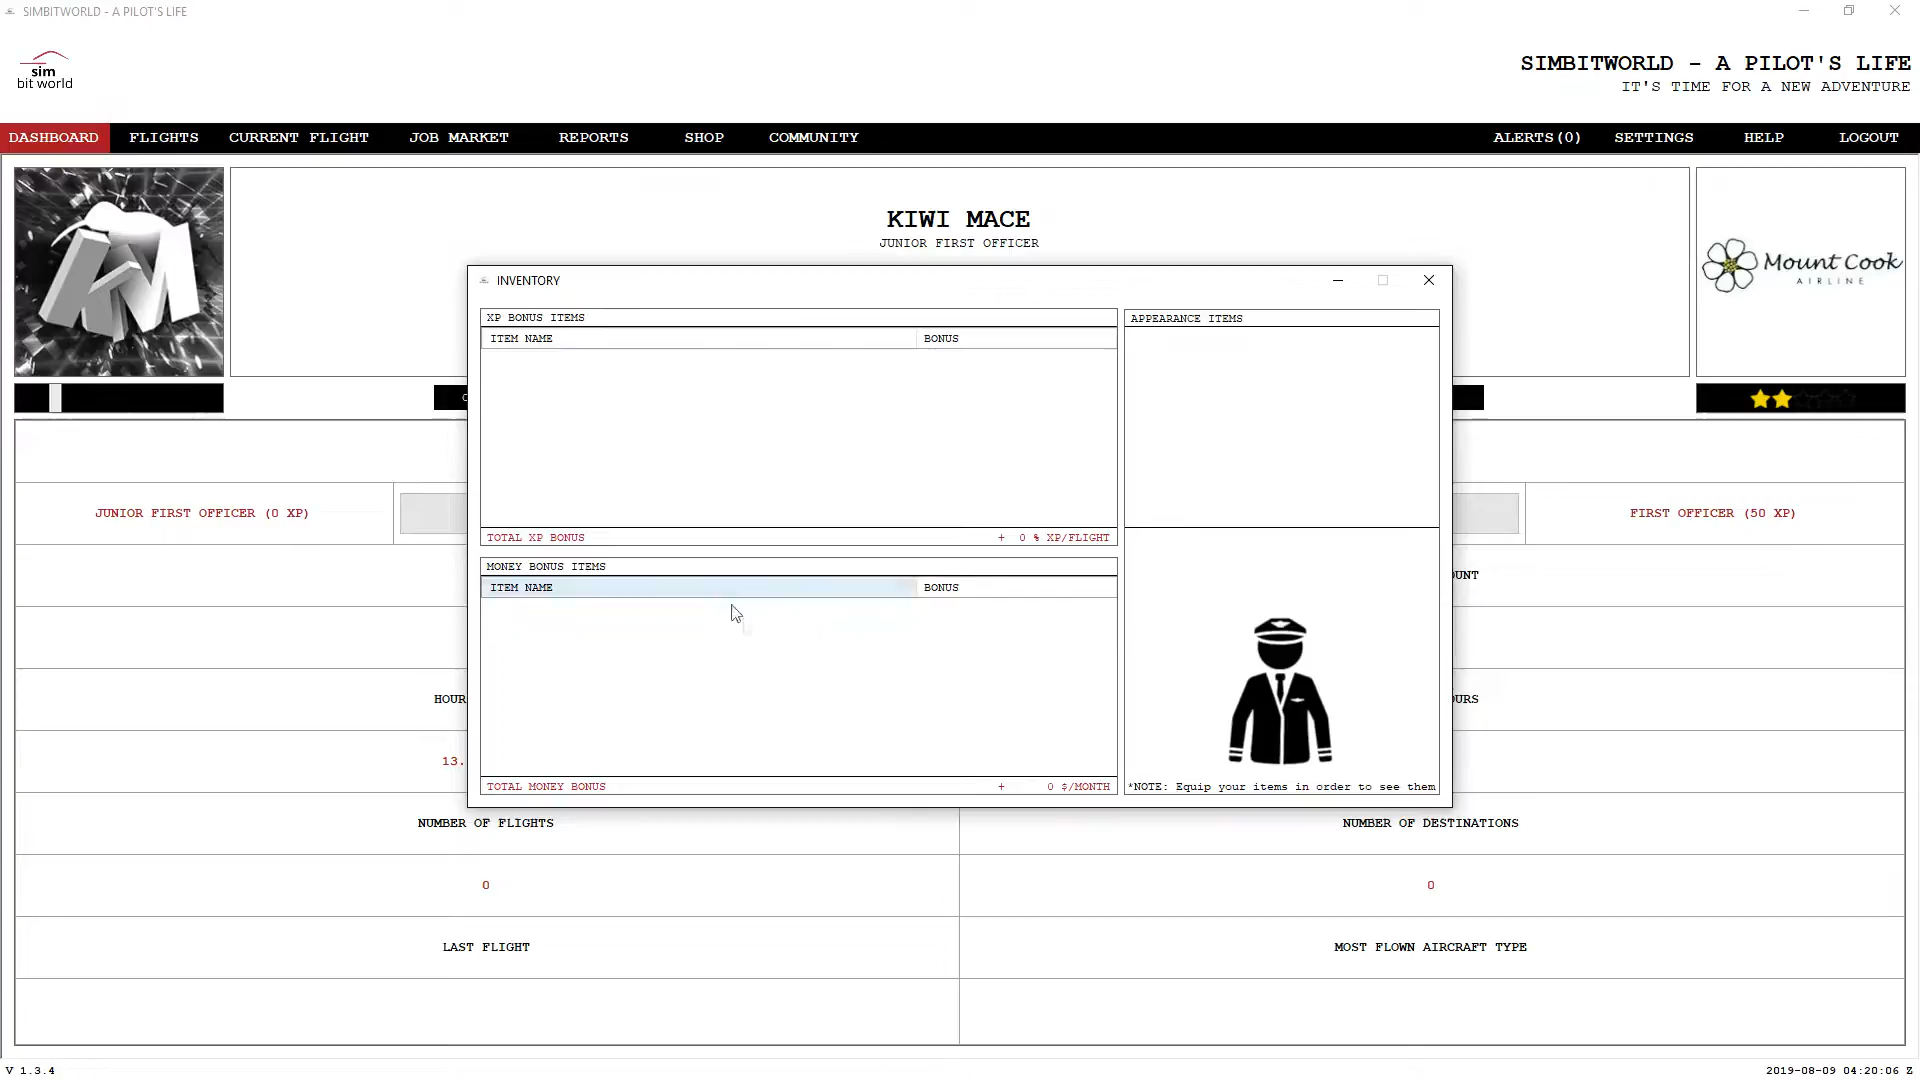 SIMBITWORLD - A PILOT'S LIFE
sim
bit world
SIMBITWORLD - A PILOT'S LIFE
IT'S TIME FOR A NEW ADVENTURE
DASHBOARD FLIGHTS CURRENT FLIGHT JOB MARKET REPORTS SHOP COMMUNITY ALERTS(0) SETTINGS HELP LOGOUT
KM
KIWI MACE
JUNIOR FIRST OFFICER
Mount Cook
AIRLINE
INVENTORY
XP BONUS ITEMS
ITEM NAME BONUS
TOTAL XP BONUS + 0 % XP/FLIGHT
MONEY BONUS ITEMS
ITEM NAME BONUS
TOTAL MONEY BONUS + 0 $/MONTH
APPEARANCE ITEMS
*NOTE: Equip your items in order to see them
JUNIOR FIRST OFFICER (0 XP) FIRST OFFICER (50 XP)
13.
NUMBER OF FLIGHTS NUMBER OF DESTINATIONS
0 0
LAST FLIGHT MOST FLOWN AIRCRAFT TYPE
V 1.3.4 2019-08-09 04:20:06 Z